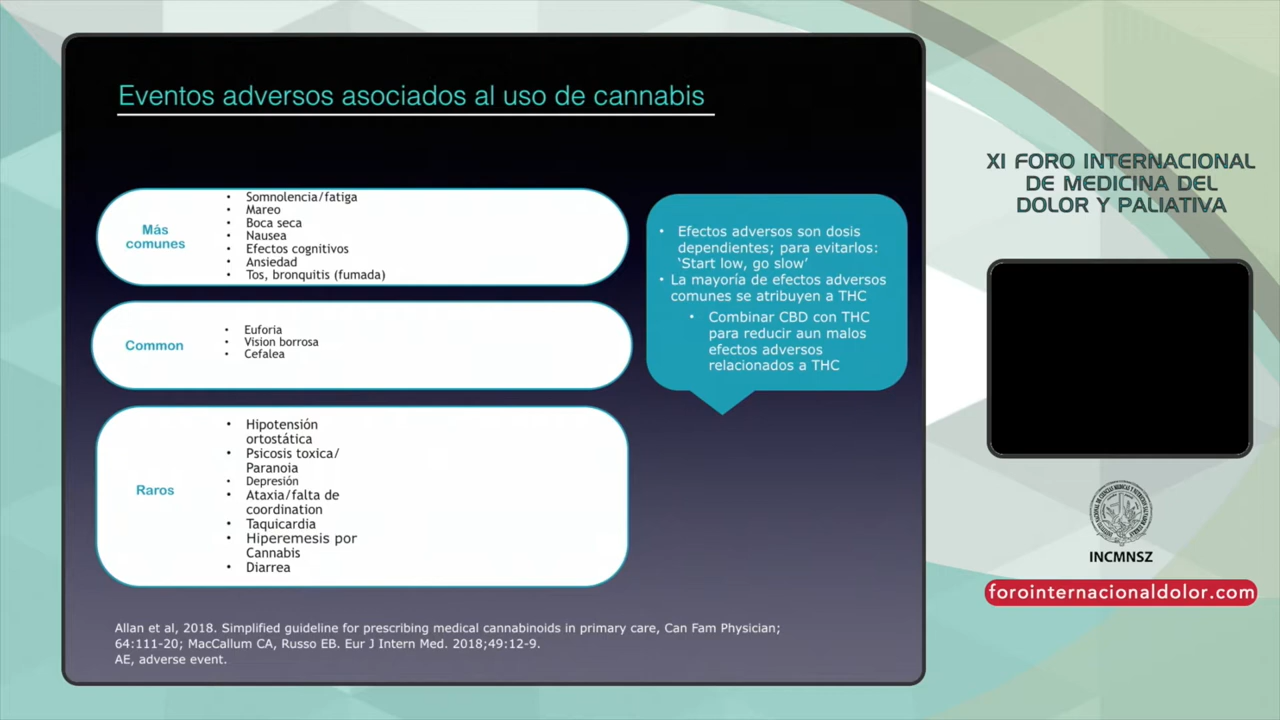 Eventos adversos asociados al uso de cannabis
Más
comunes
• Somnolencia/fatiga
• Mareo
• Boca seca
• Nausea
• Efectos cognitivos
• Ansiedad
• Tos, bronquitis (fumada)
Common
• Euforia
• Vision borrosa
• Cefalea
Raros
• Hipotensión
ortostática
• Psicosis toxica/
Paranoia
• Depresión
• Ataxia/falta de
coordination
• Taquicardia
• Hiperemesis por
Cannabis
• Diarrea
• Efectos adversos son dosis
dependientes; para evitarlos:
‘Start low, go slow’
• La mayoría de efectos adversos
comunes se atribuyen a THC
• Combinar CBD con THC
para reducir aun malos
efectos adversos
relacionados a THC
Allan et al, 2018. Simplified guideline for prescribing medical cannabinoids in primary care, Can Fam Physician;
64:111-20; MacCallum CA, Russo EB. Eur J Intern Med. 2018;49:12-9.
AE, adverse event.
XI FORO INTERNACIONAL
DE MEDICINA DEL
DOLOR Y PALIATIVA
INCMNSZ
forointernacionaldolor.com